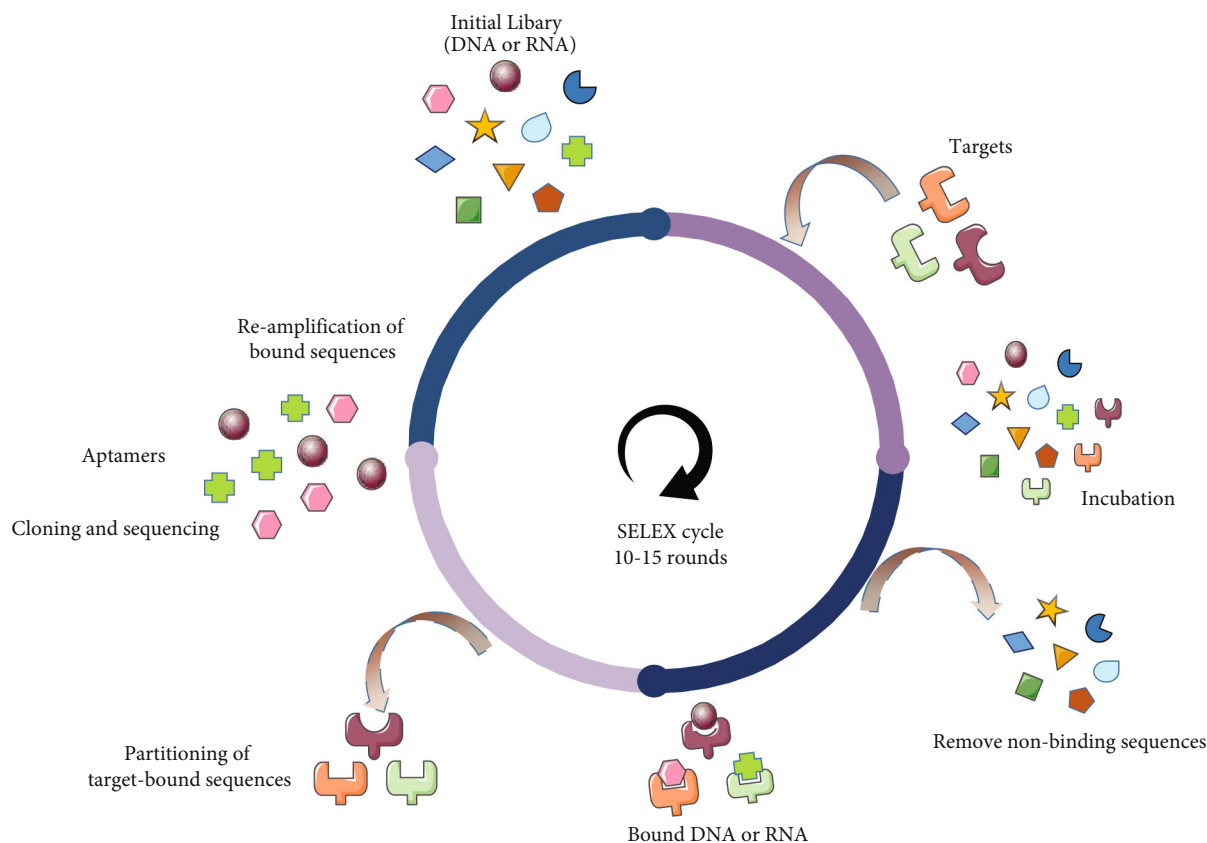 Initial Libary
(DNA or RNA)
Targets
Incubation
Remove non-binding sequences
Bound DNA or RNA
Partitioning of
target-bound sequences
Re-amplification of
bound sequences
Aptamers
Cloning and sequencing
SELEX cycle
10-15 rounds